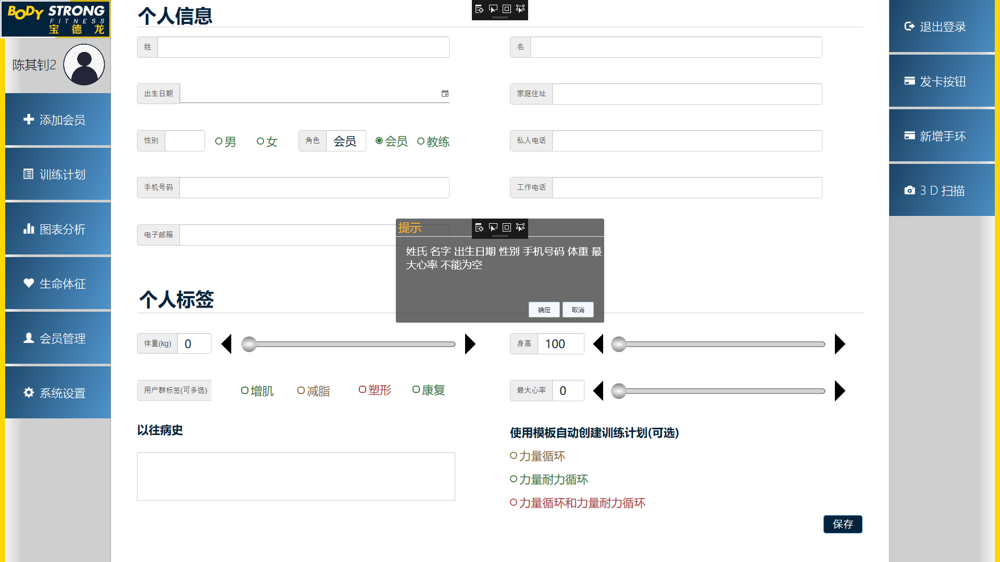 BODY STRONG
FITNESS
宝德龙
陈其钊2
添加会员
训练计划
图表分析
生命体征
会员管理
系统设置
个人信息
姓
名
出生日期
家庭住址
性别
男
女
角色
会员
会员
教练
私人电话
手机号码
工作电话
电子邮箱
提示
姓氏 名字 出生日期 性别 手机号码 体重 最
大心率 不能为空
确定
取消
个人标签
体重(kg)
0
身高
100
用户群标签(可多选)
增肌
减脂
塑形
康复
最大心率
0
以往病史
使用模板自动创建训练计划(可选)
力量循环
力量耐力循环
力量循环和力量耐力循环
保存
退出登录
发卡按钮
新增手环
3 D 扫描